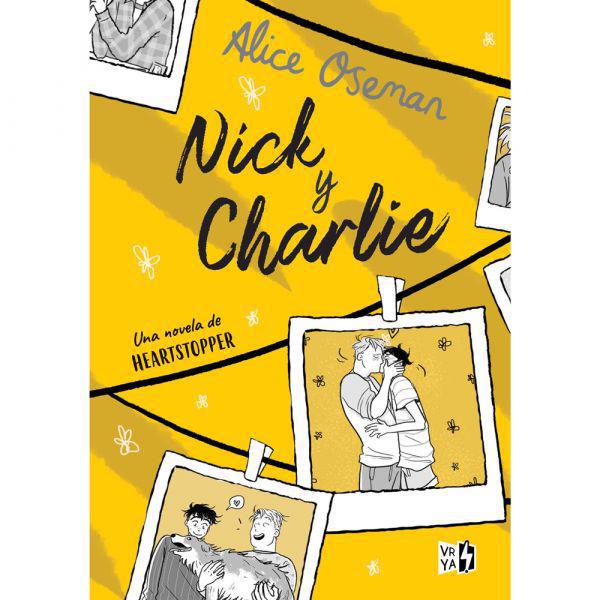 Alice Oseman
Nick
y
Charlie
Una novela de
HEARTSTOPPER
VR
YA